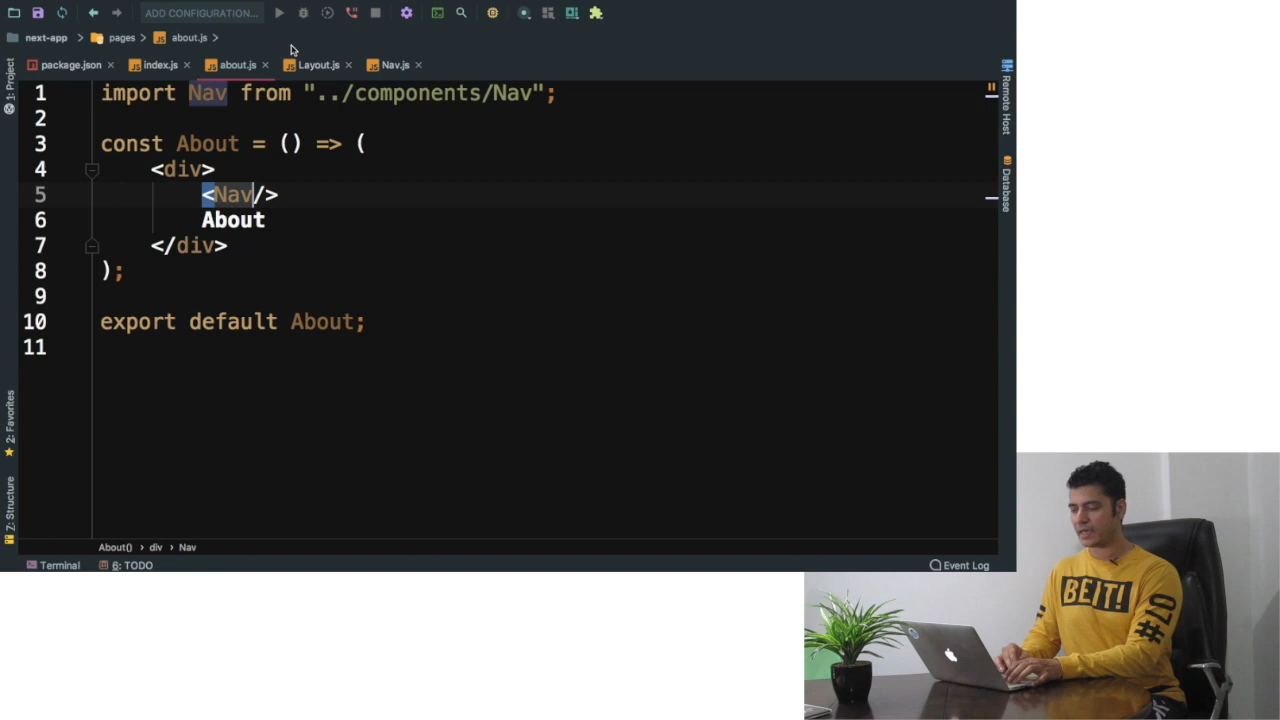 ADD CONFIGURATION...
next-app > pages > about.js >
package.json index.js about.js Layout.js Nav.js
1: Project
2: Favorites
Z: Structure
Remote Host
Database
1 import Nav from "../components/Nav";
2
3 const About = () => (
4 <div>
5 <Nav/>
6 About
7 </div>
8 );
9
10 export default About;
11
About() > div > Nav
Terminal 6: TODO Event Log
BEIT!
#07